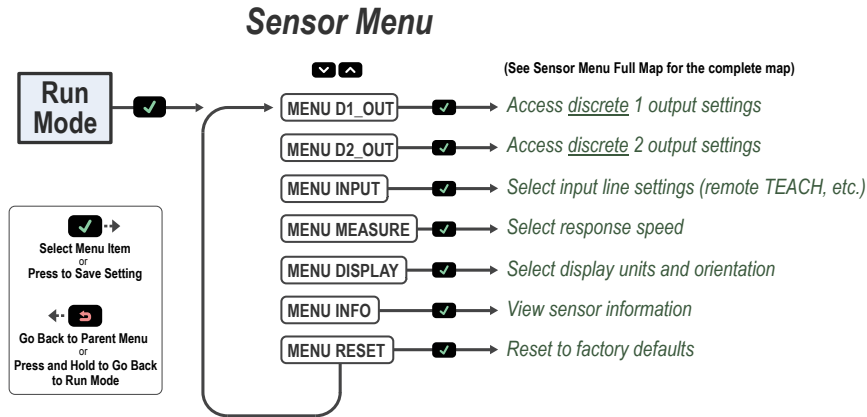 Sensor Menu
(See Sensor Menu Full Map for the complete map)
Run
Mode
MENU D1_OUT Access discrete 1 output settings
MENU D2_OUT Access discrete 2 output settings
MENU INPUT Select input line settings (remote TEACH, etc.)
MENU MEASURE Select response speed
MENU DISPLAY Select display units and orientation
MENU INFO View sensor information
MENU RESET Reset to factory defaults
Select Menu Item
or
Press to Save Setting
Go Back to Parent Menu
or
Press and Hold to Go Back
to Run Mode